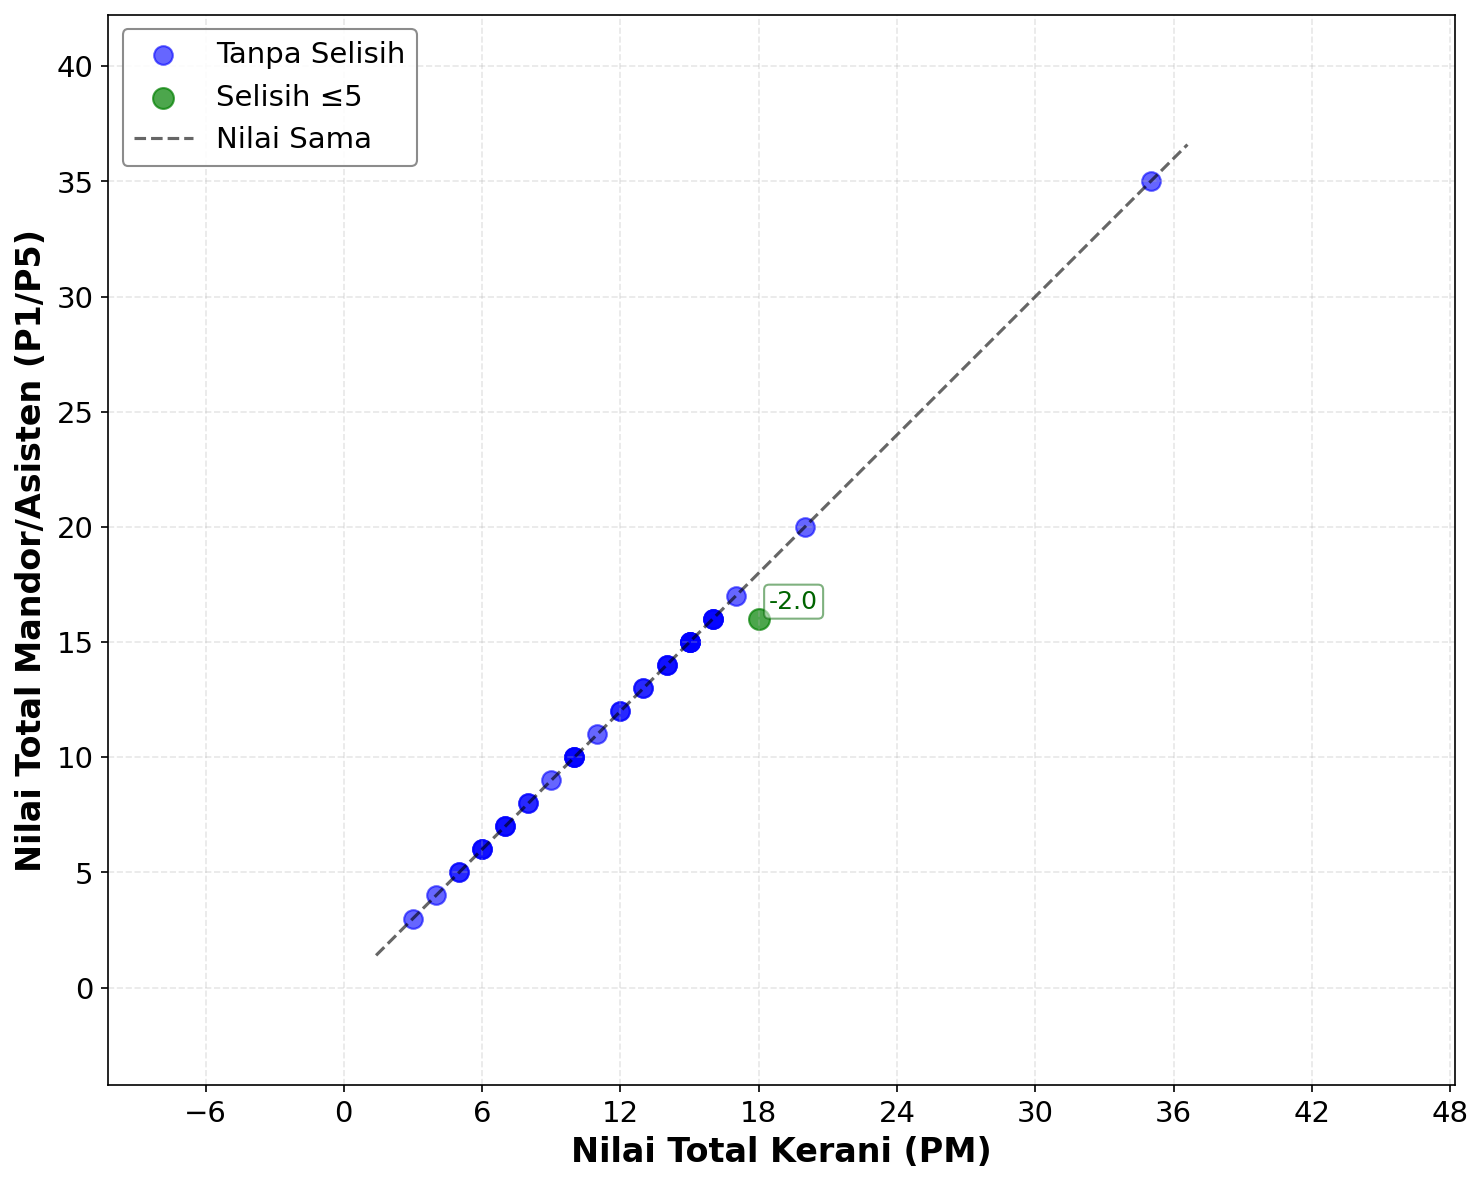 Tanpa Selisih
Selisih ≤5
Nilai Sama
40
35
30
25
20
15
10
5
0
Nilai Total Mandor/Asisten (P1/P5)
-2.0
−6 0 6 12 18 24 30 36 42 48
Nilai Total Kerani (PM)